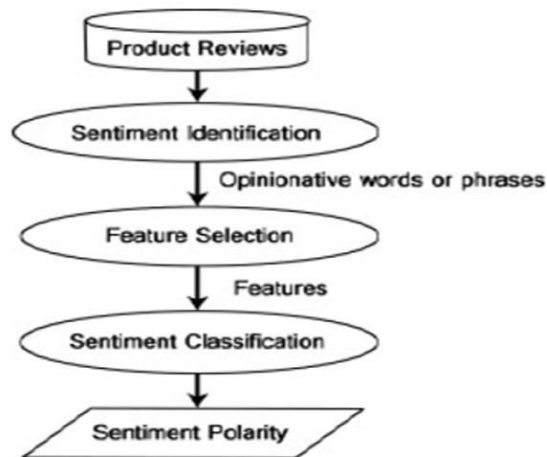 Product Reviews
Sentiment Identification
Opinionative words or phrases
Feature Selection
Features
Sentiment Classification
Sentiment Polarity